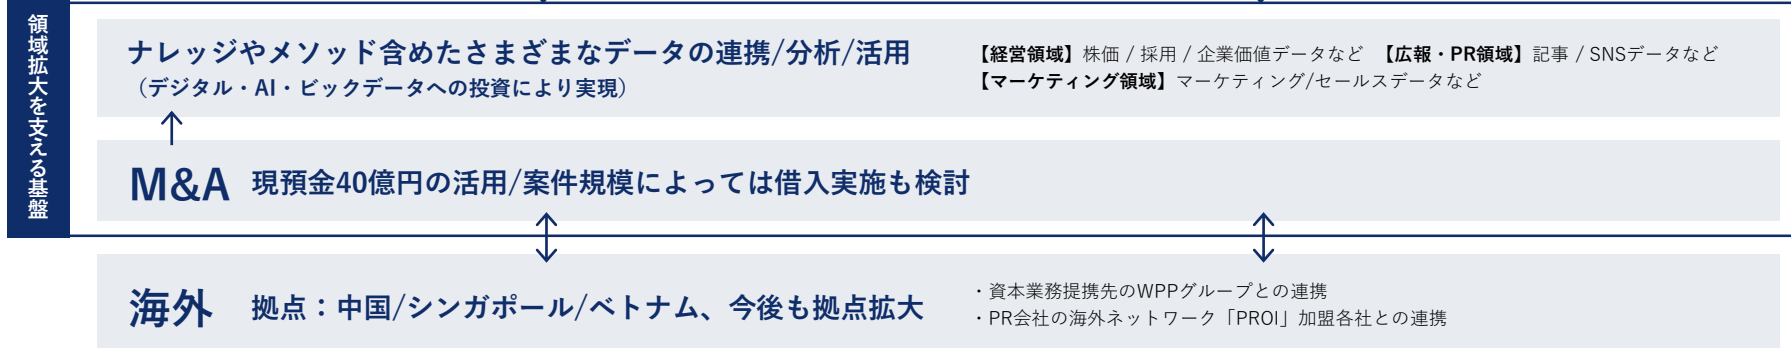 領域拡大を支える基盤
ナレッジやメソッド含めたさまざまなデータの連携/分析/活用
（デジタル・AI・ビックデータへの投資により実現）
【経営領域】株価 / 採用 / 企業価値データなど 【広報・PR領域】記事 / SNSデータなど
【マーケティング領域】マーケティング/セールスデータなど
M&A 現預金40億円の活用/案件規模によっては借入実施も検討
海外 拠点：中国/シンガポール/ベトナム、今後も拠点拡大
・資本業務提携先のWPPグループとの連携
・PR会社の海外ネットワーク「PROI」加盟各社との連携